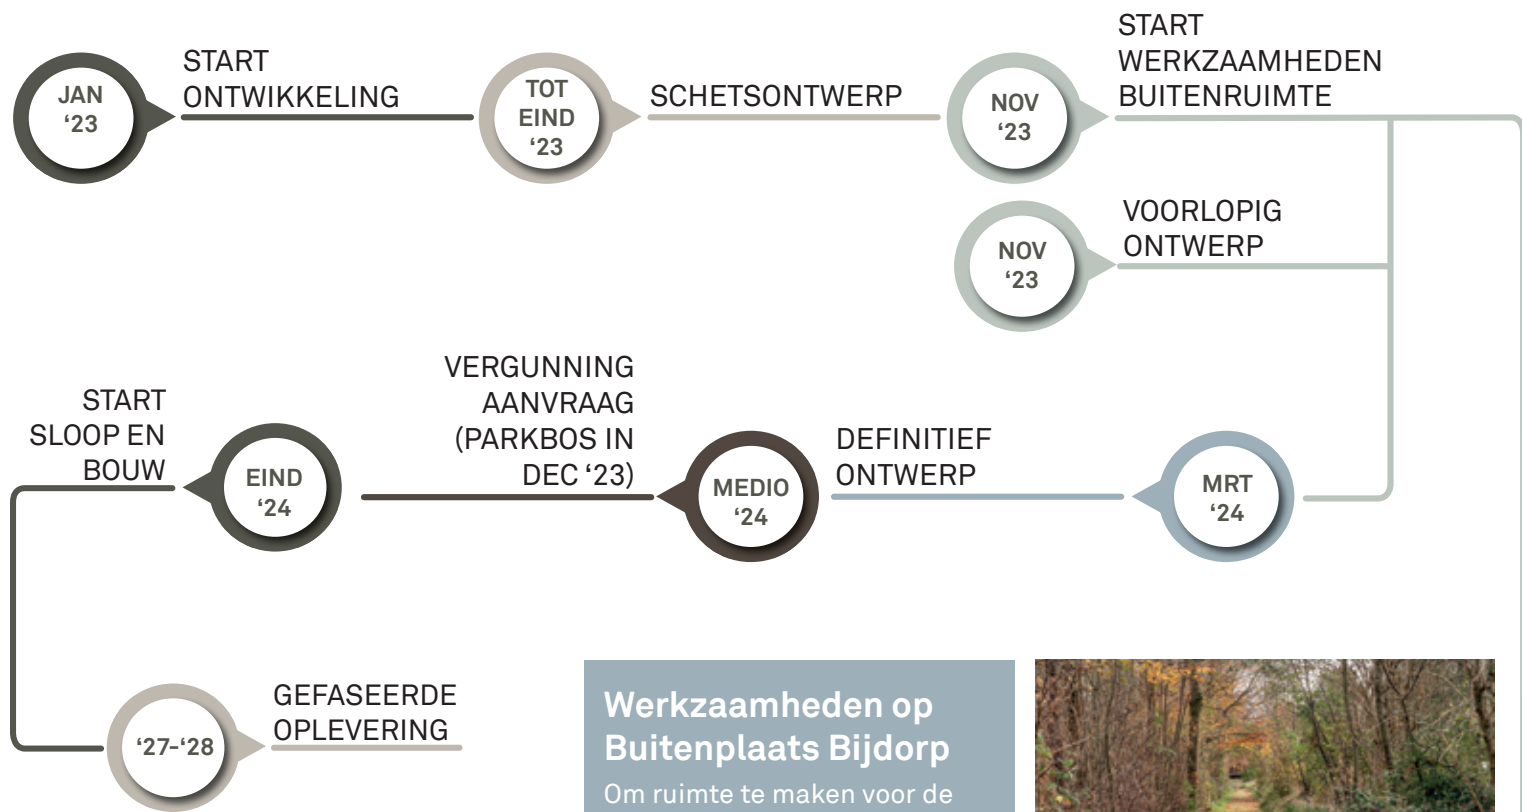 JAN
‘23
START
ONTWIKKELING
TOT
EIND
‘23
SCHETSONTWERP
NOV
‘23
START
WERKZAAMHEDEN
BUITENRUIMTE
NOV
‘23
VOORLOPIG
ONTWERP
MRT
‘24
DEFINITIEF
ONTWERP
MEDIO
‘24
VERGUNNING
AANVRAAG
(PARKBOS IN
DEC ‘23)
EIND
‘24
START
SLOOP EN
BOUW
‘27-‘28
GEFASEERDE
OPLEVERING
Werkzaamheden op
Buitenplaats Bijdorp
Om ruimte te maken voor de